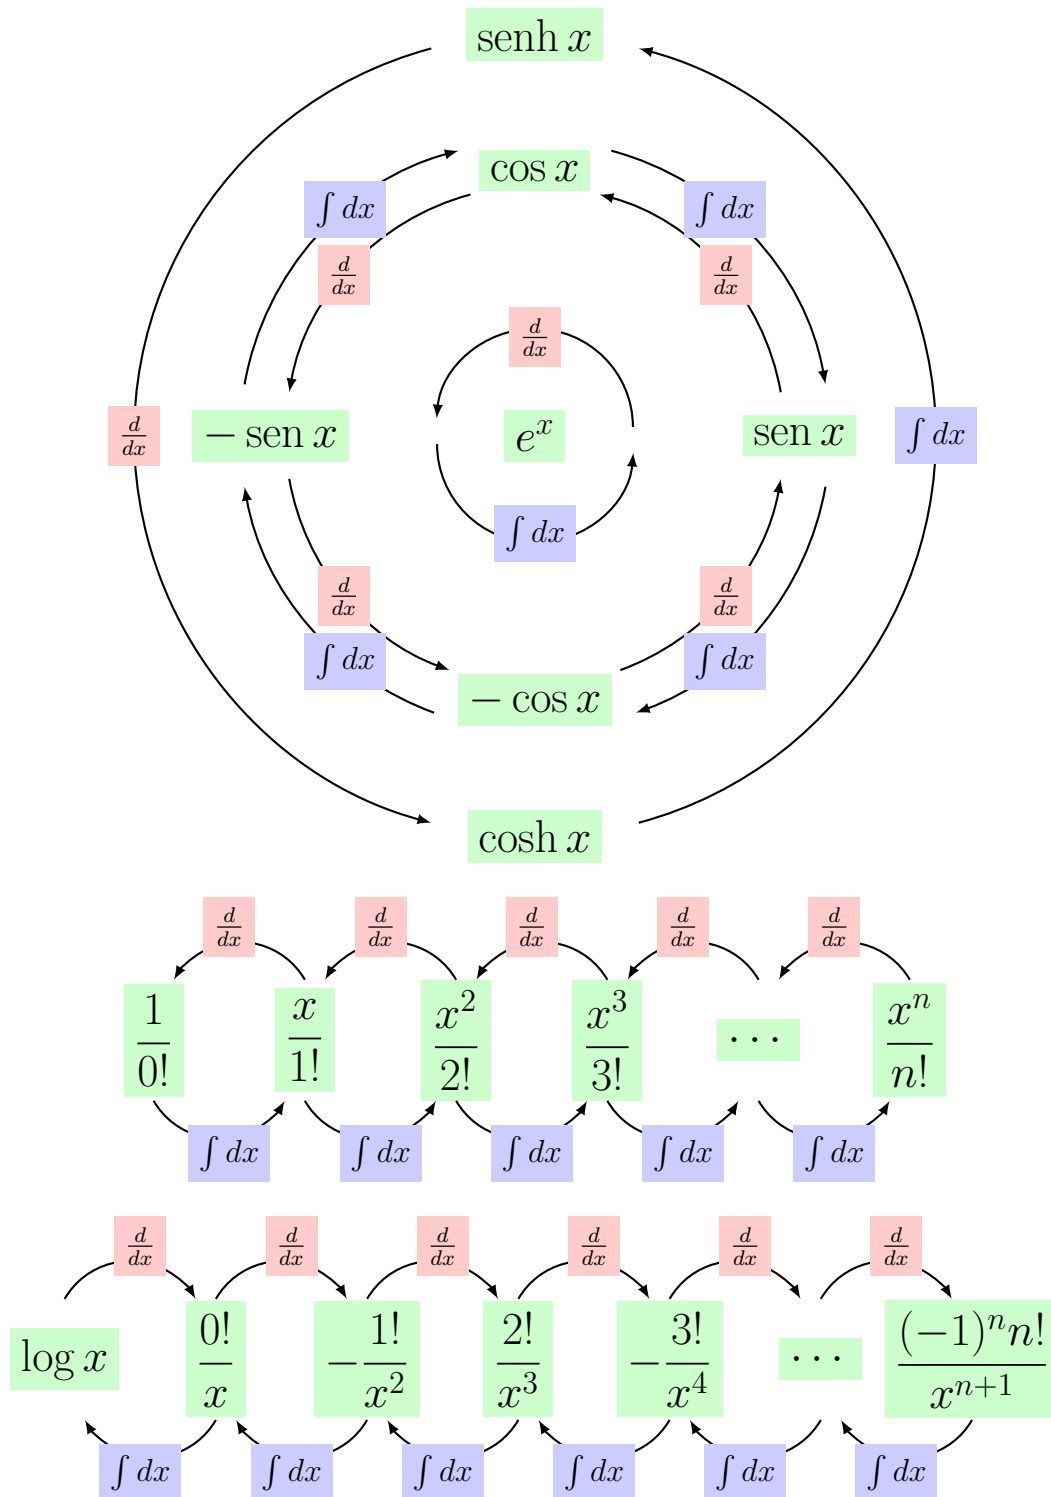 senh x
cos x
∫ dx ∫ dx
d/dx d/dx
d/dx
d/dx − sen x e^x sen x ∫ dx
∫ dx
d/dx d/dx
∫ dx ∫ dx
− cos x
cosh x
d/dx d/dx d/dx d/dx d/dx
1/0! x/1! x^2/2! x^3/3! ··· x^n/n!
∫ dx ∫ dx ∫ dx ∫ dx ∫ dx
d/dx d/dx d/dx d/dx d/dx d/dx
log x 0!/x −1!/x^2 2!/x^3 −3!/x^4 ··· (−1)^n n!/x^{n+1}
∫ dx ∫ dx ∫ dx ∫ dx ∫ dx ∫ dx